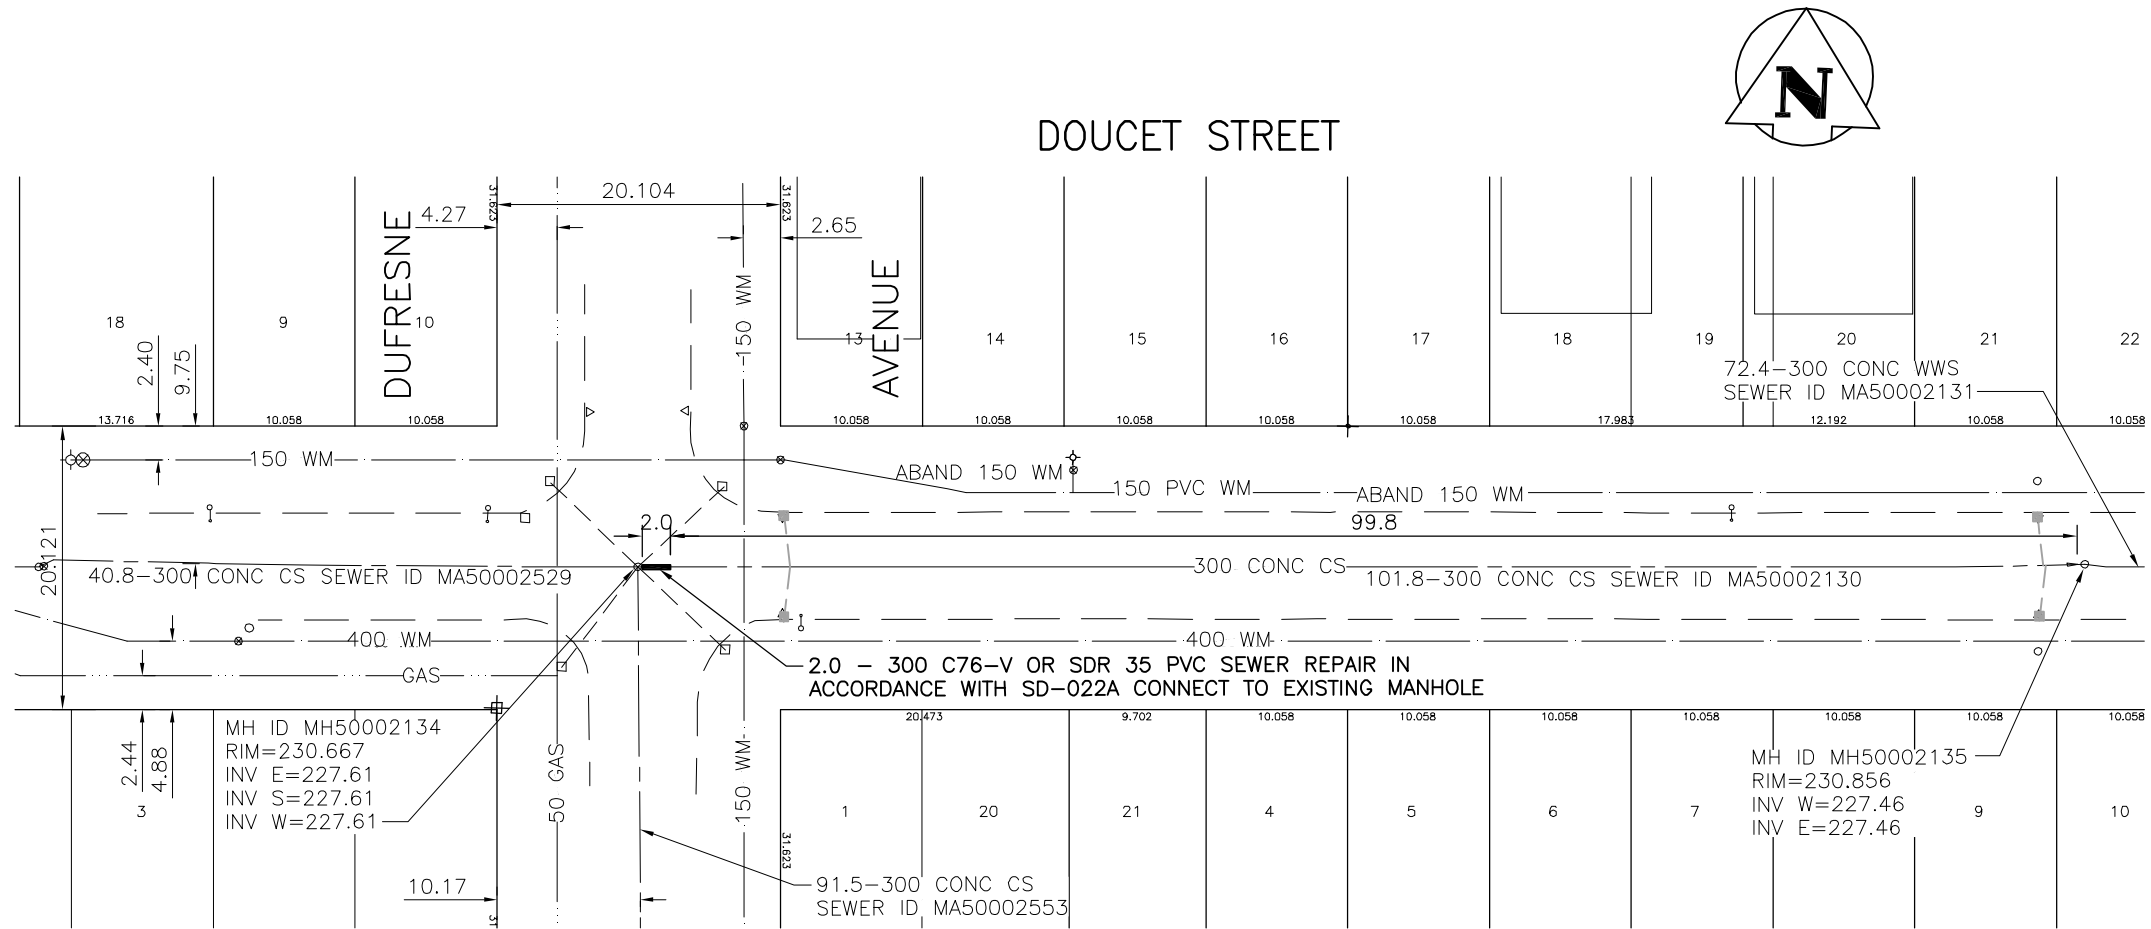 N
DOUCET STREET
DUFRESNE
AVENUE
31.623
20.104
31.623
4.27
2.65
150 WM
18
9
10
13
14
15
16
17
18
19
20
21
22
2.40
9.75
72.4-300 CONC WWS
SEWER ID MA50002131
13.716
10.058
10.058
10.058
10.058
10.058
10.058
10.058
17.983
12.192
10.058
10.058
150 WM
ABAND 150 WM
150 PVC WM
ABAND 150 WM
20.121
2.0
99.8
40.8-300 CONC CS SEWER ID MA50002529
300 CONC CS
101.8-300 CONC CS SEWER ID MA50002130
400 WM
400 WM
GAS
2.0 - 300 C76-V OR SDR 35 PVC SEWER REPAIR IN
ACCORDANCE WITH SD-022A CONNECT TO EXISTING MANHOLE
20.473
9.702
10.058
10.058
10.058
10.058
10.058
10.058
10.058
2.44
4.88
MH ID MH50002134
RIM=230.667
INV E=227.61
INV S=227.61
INV W=227.61
50 GAS
150 WM
MH ID MH50002135
RIM=230.856
INV W=227.46
INV E=227.46
3
1
20
21
4
5
6
7
9
10
31.623
10.17
31
91.5-300 CONC CS
SEWER ID MA50002553